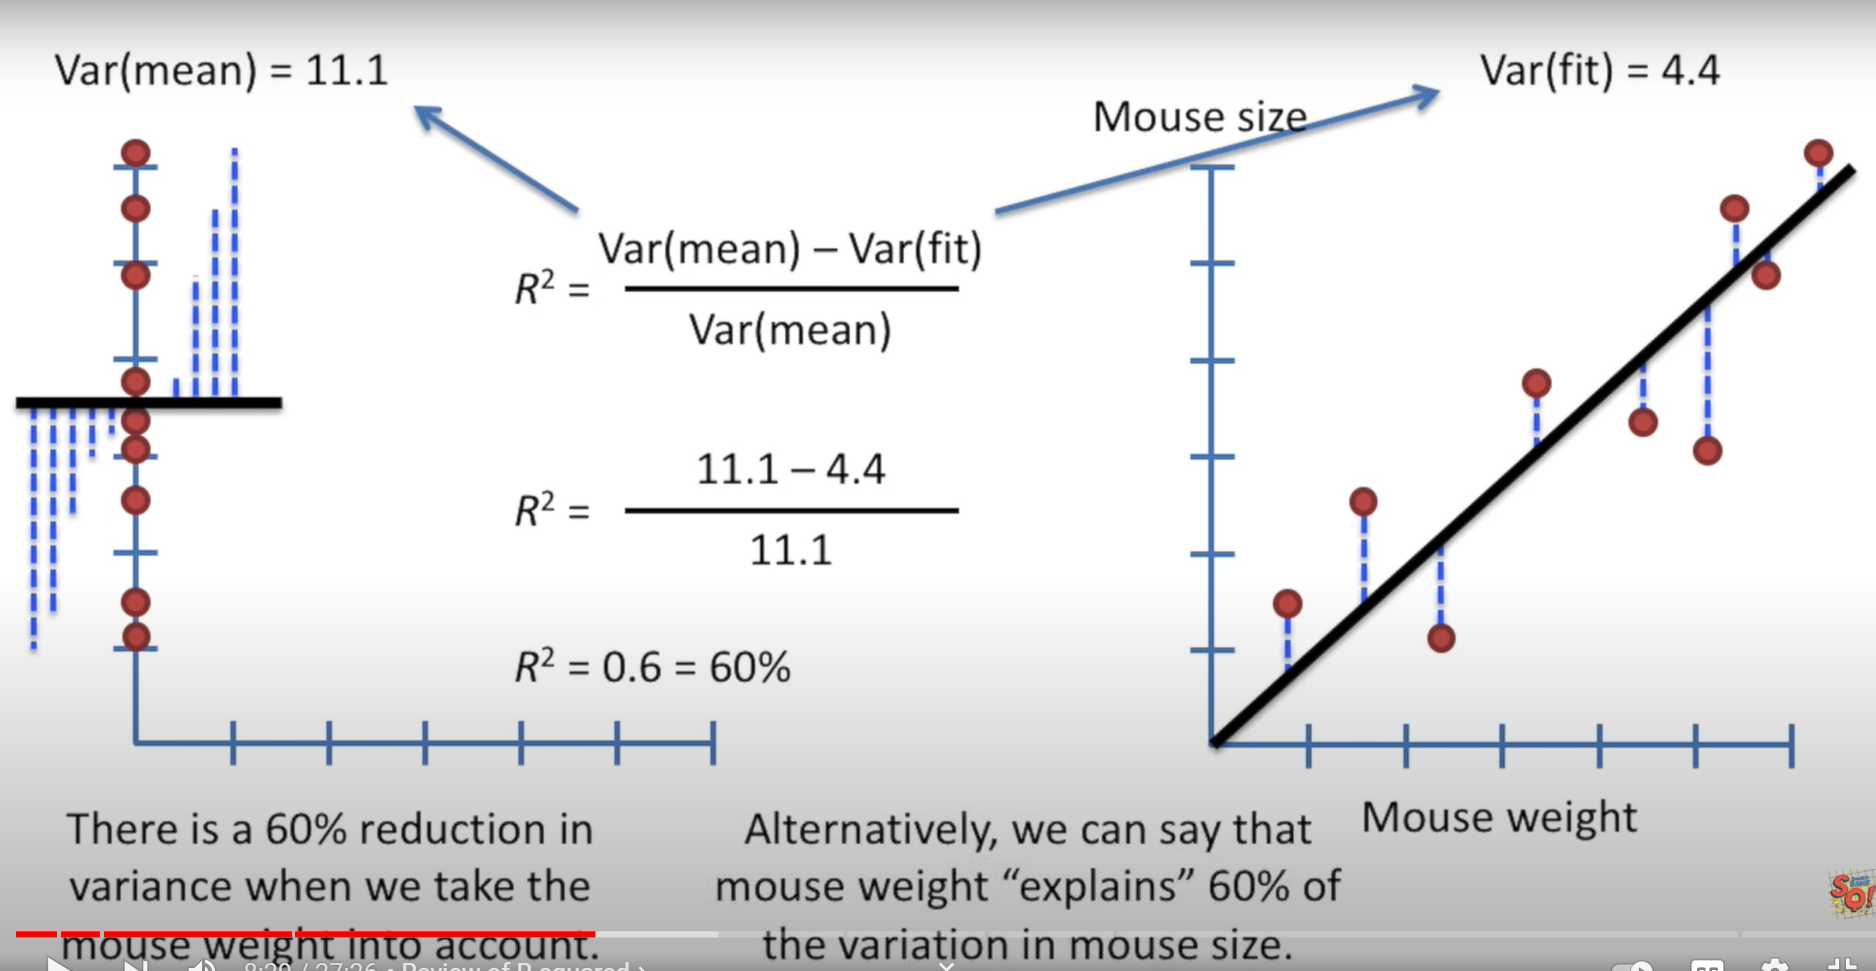 Var(mean) = 11.1
Var(fit) = 4.4
Mouse size
Var(mean) – Var(fit)
R² =
Var(mean)
11.1 – 4.4
R² =
11.1
R² = 0.6 = 60%
Mouse weight
There is a 60% reduction in
variance when we take the
mouse weight into account.
Alternatively, we can say that
mouse weight “explains” 60% of
the variation in mouse size.
SQ!